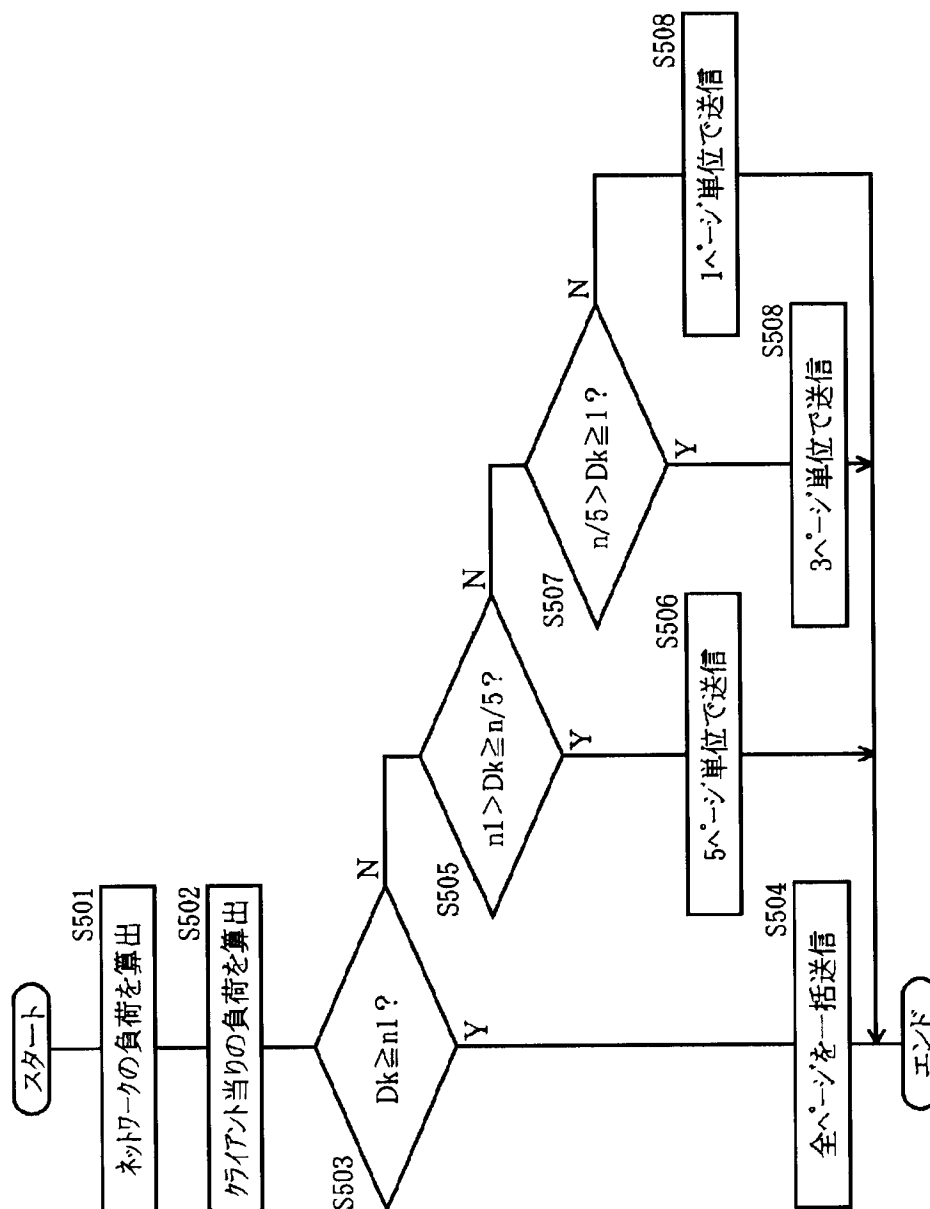 スタート
S501
ネットワークの負荷を算出
S502
クライアント当りの負荷を算出
S503
Dk≧n1?
N
Y
S504
全ページを一括送信
S505
n1>Dk≧n/5?
N
Y
S506
5ページ単位で送信
S507
n/5>Dk≧1?
N
Y
S508
3ページ単位で送信
S508
1ページ単位で送信
エンド